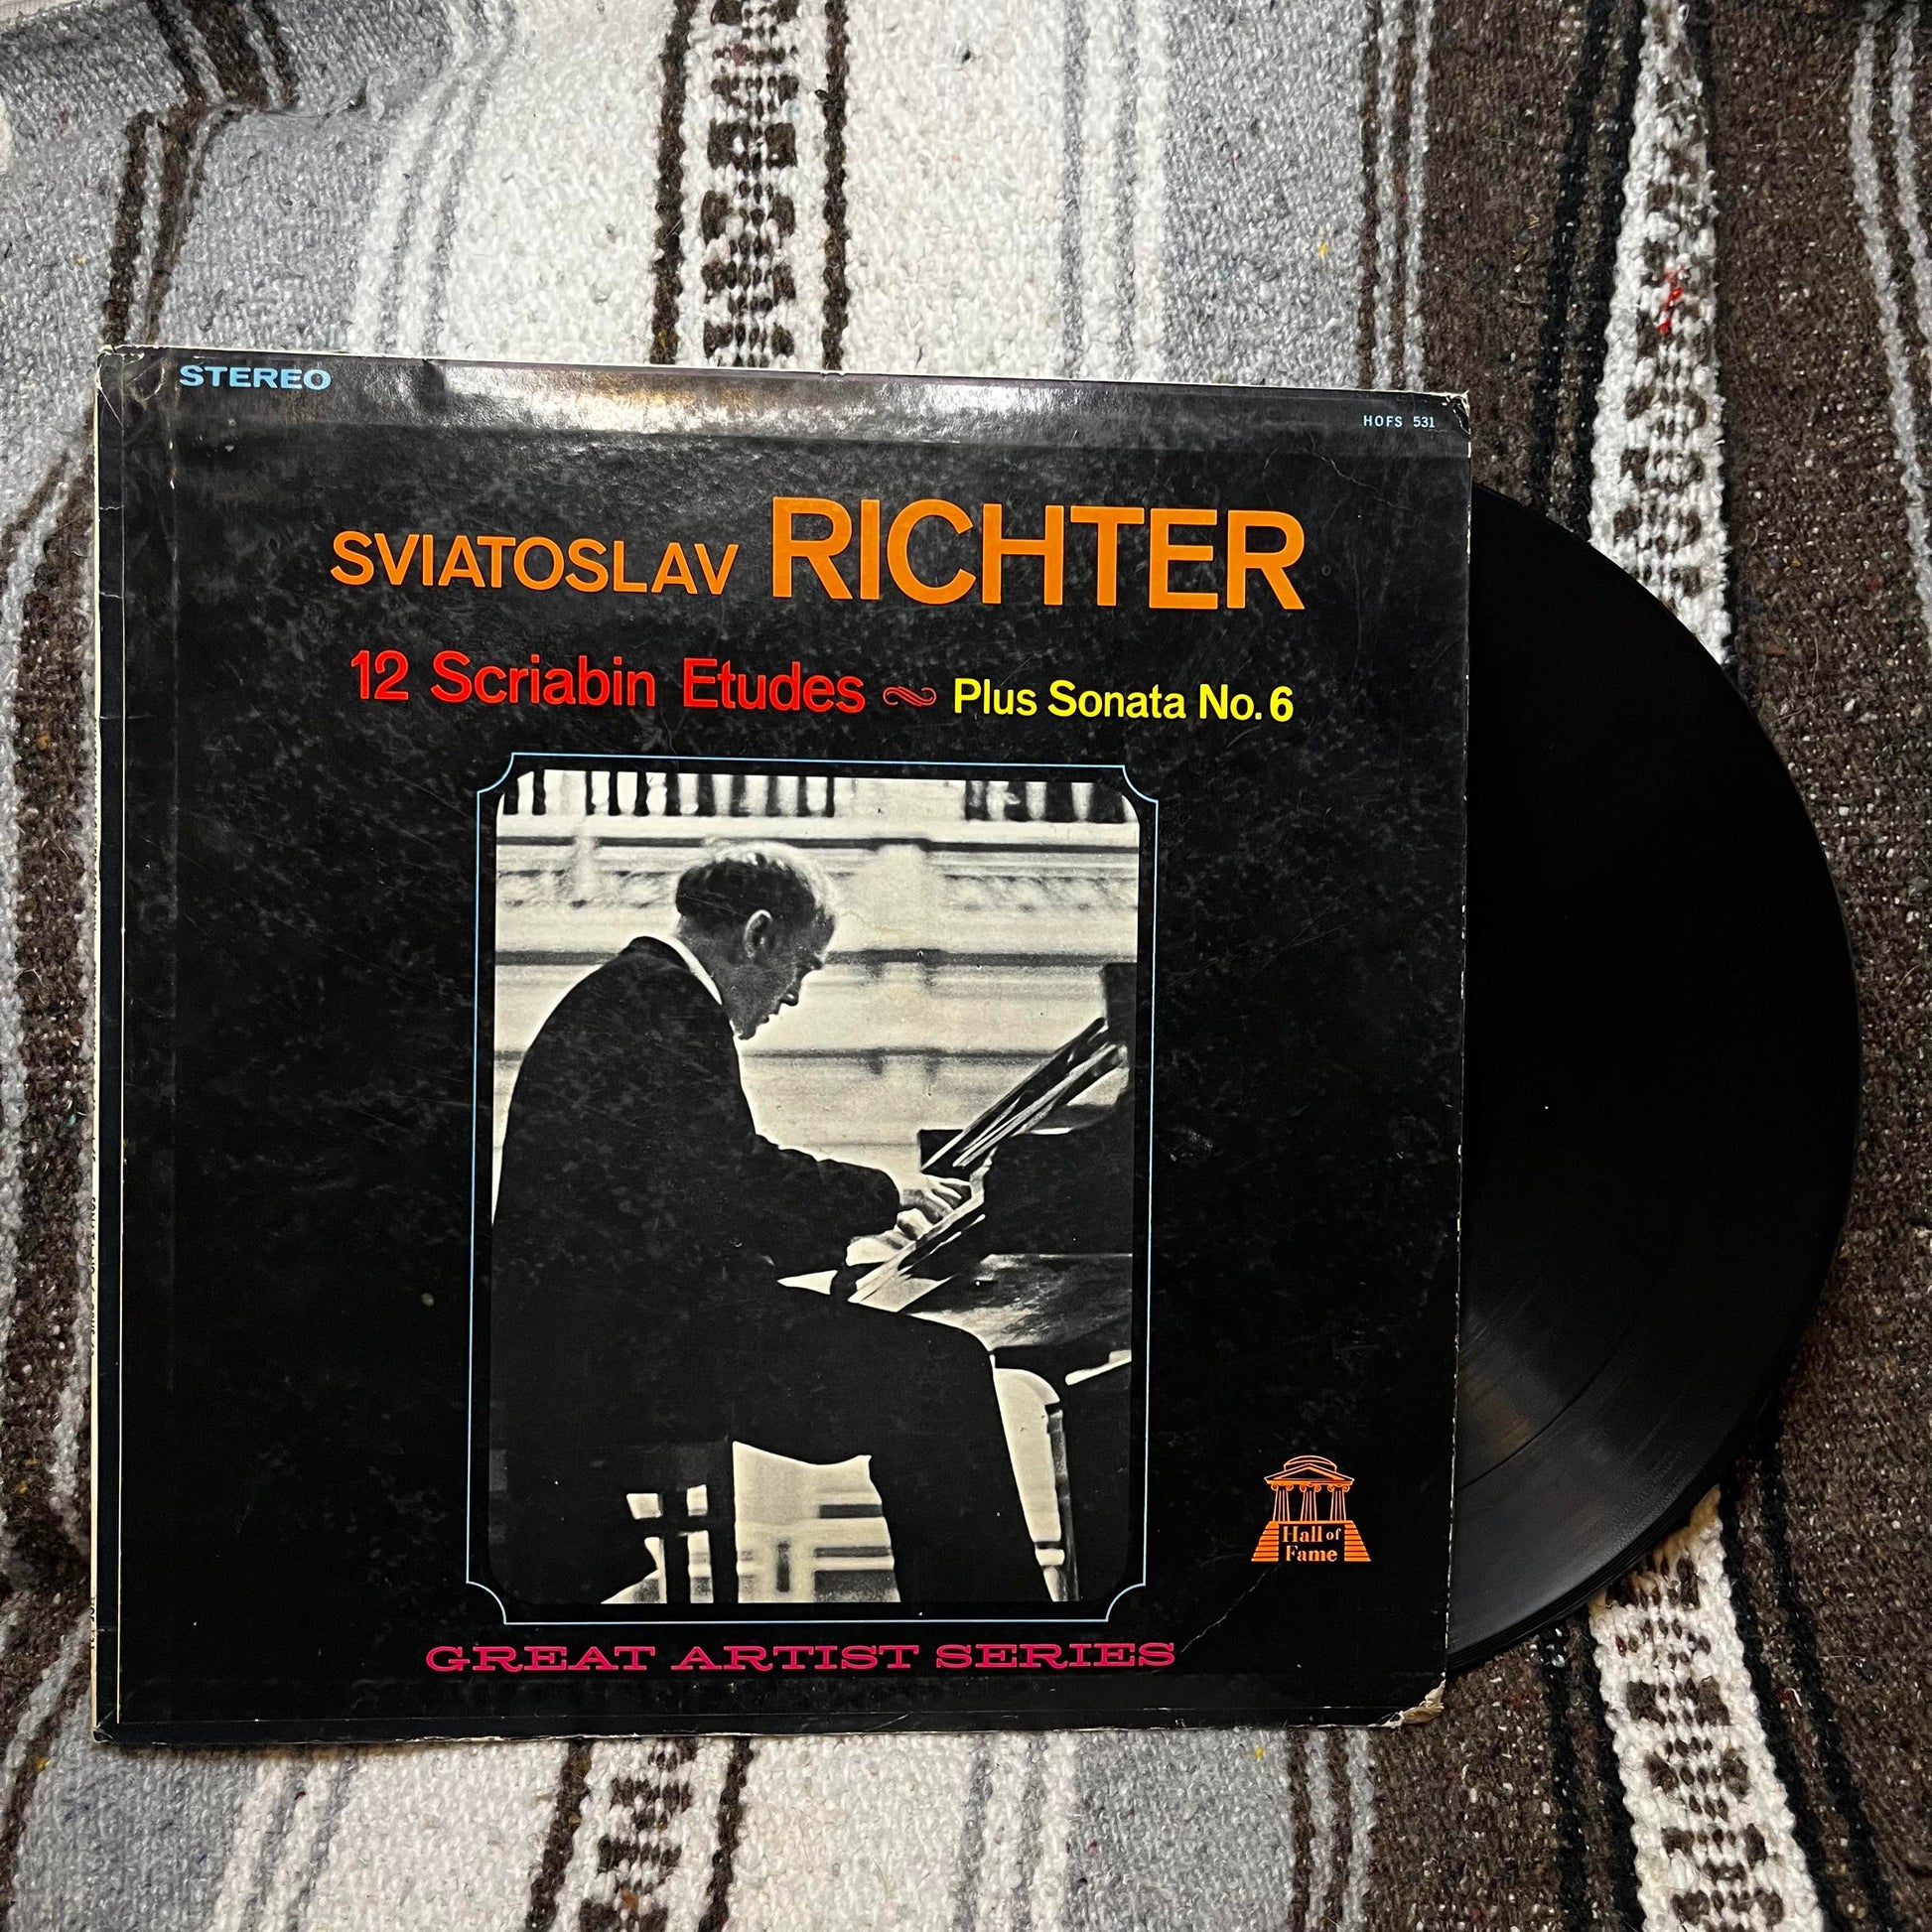 STEREO
HOFS 531
SVIATOSLAV RICHTER
12 Scriabin Etudes
Plus Sonata No. 6
Hall of
Fame
GREAT ARTIST SERIES